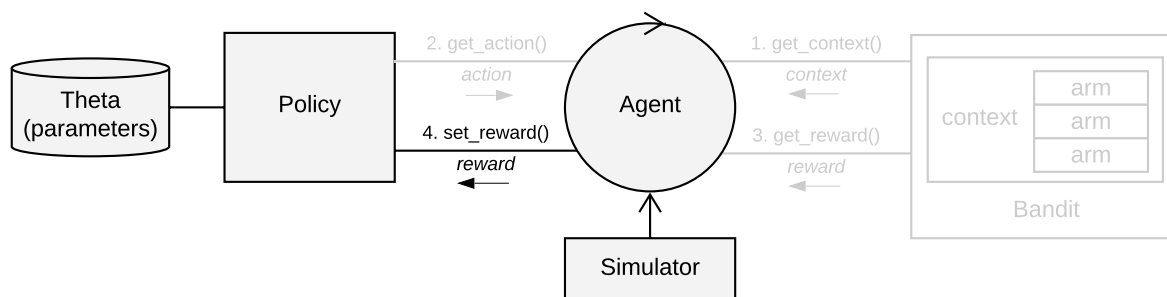 Theta
(parameters)
Policy
2. get_action()
action
4. set_reward()
reward
Agent
Simulator
1. get_context()
context
3. get_reward()
reward
context
arm
arm
arm
Bandit